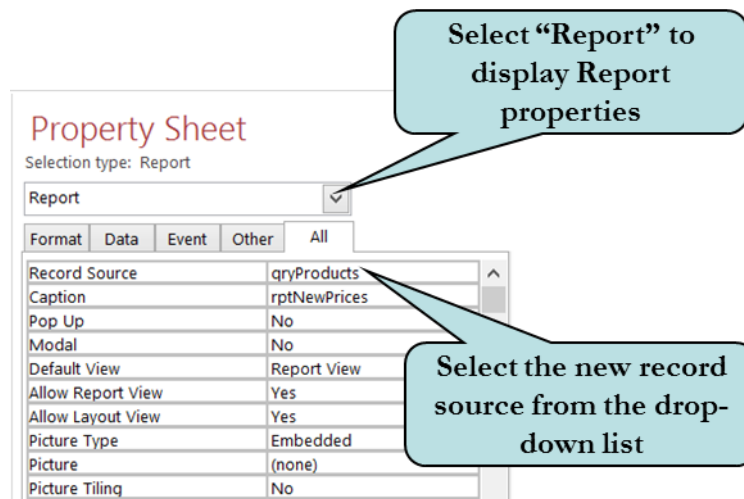 Select “Report” to
display Report
properties
Property Sheet
Selection type: Report
Report
Format Data Event Other All
Record Source qryProducts
Caption rptNewPrices
Pop Up No
Modal No
Default View Report View
Allow Report View Yes
Allow Layout View Yes
Picture Type Embedded
Picture (none)
Picture Tiling No
Select the new record
source from the drop-
down list